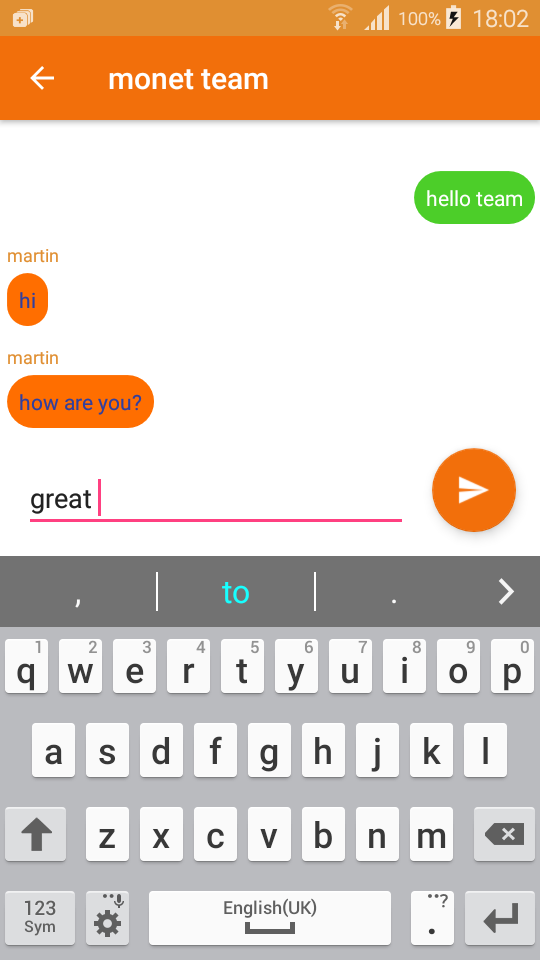 100% 18:02
monet team
hello team
martin
hi
martin
how are you?
great
, to .
1 2 3 4 5 6 7 8 9 0
q w e r t y u i o p
a s d f g h j k l
z x c v b n m
123 Sym English(UK) ..? .